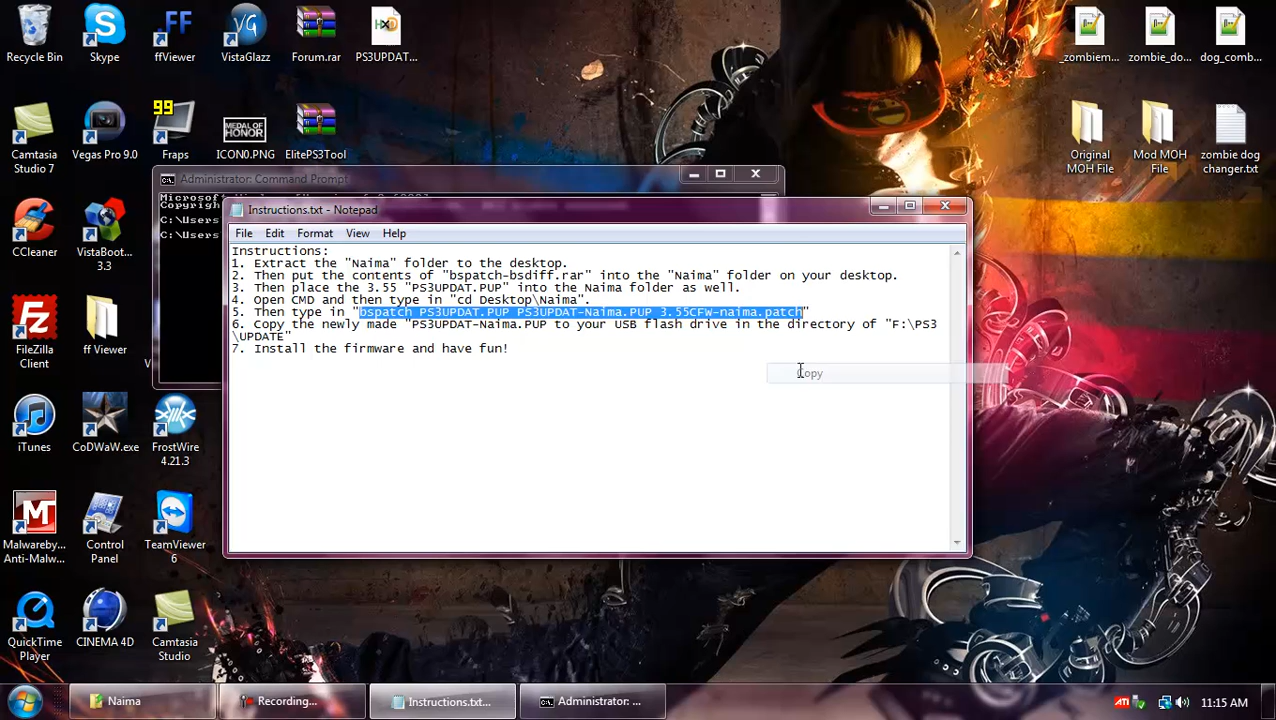 Recycle Bin
Skype
ffViewer
VistaGlazz
Forum.rar
PS3UPDAT...
_zombiem...
zombie_do...
dog_comb...
99
MEDAL OF
HONOR
Camtasia
Studio 7
Vegas Pro 9.0
Fraps
ICON0.PNG
ElitePS3Tool
Original
MOH File
Mod MOH
File
zombie dog
changer.txt
Administrator: Command Prompt
Copyrigh
C:\Users
C:\Users
Instructions.txt - Notepad
File Edit Format View Help
Instructions:
1. Extract the "Naima" folder to the desktop.
2. Then put the contents of "bspatch-bsdiff.rar" into the "Naima" folder on your desktop.
3. Then place the 3.55 "PS3UPDAT.PUP" into the Naima folder as well.
4. Open CMD and then type in "cd Desktop\Naima".
5. Then type in "bspatch PS3UPDAT.PUP PS3UPDAT-Naima.PUP 3.55CFW-naima.patch"
6. Copy the newly made "PS3UPDAT-Naima.PUP to your USB flash drive in the directory of "F:\PS3
\UPDATE"
7. Install the firmware and have fun!
Copy
CCleaner
VistaBoot...
3.3
FileZilla
Client
ff Viewer
iTunes
CoDWaW.exe
FrostWire
4.21.3
Malwareby...
Anti-Malw...
Control
Panel
TeamViewer
6
QuickTime
Player
CINEMA 4D
Camtasia
Studio
Naima
Recording...
Instructions.txt...
Administrator: ...
ATI
11:15 AM